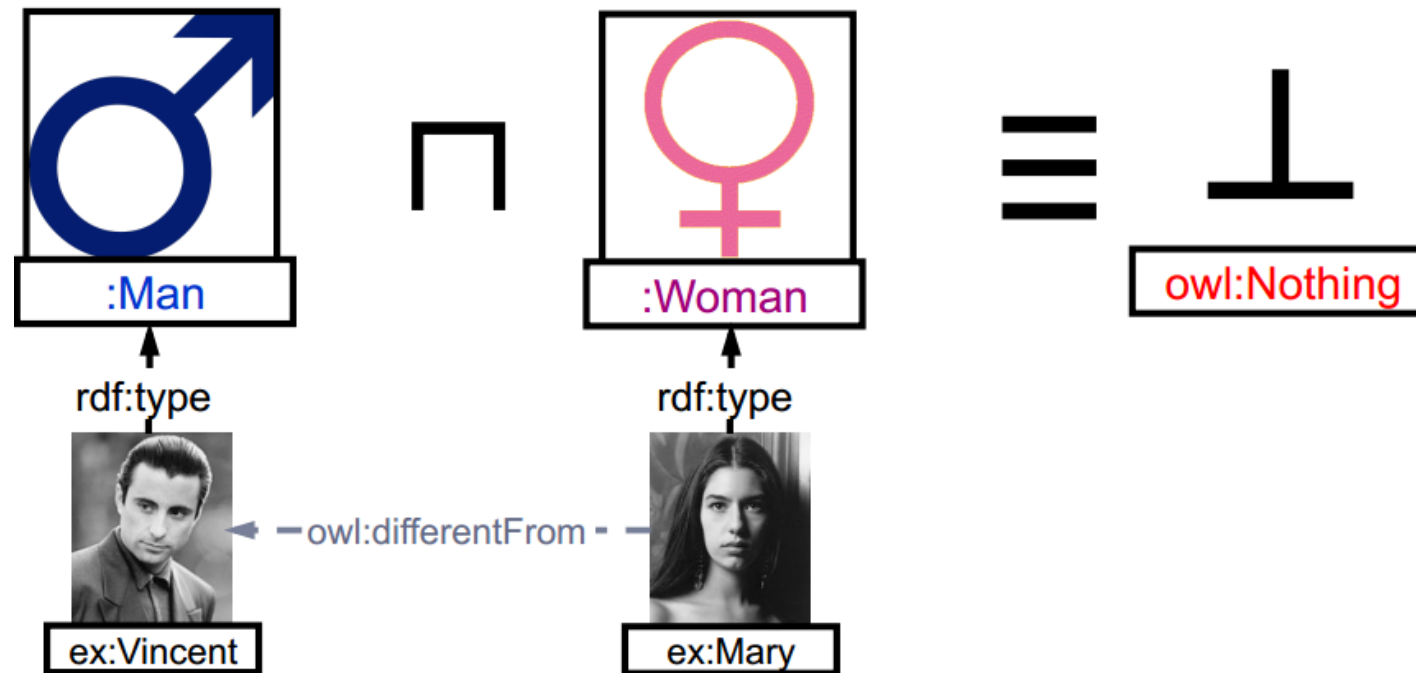 ⊓
≡
⊥
:Man
:Woman
owl:Nothing
rdf:type
rdf:type
owl:differentFrom
ex:Vincent
ex:Mary